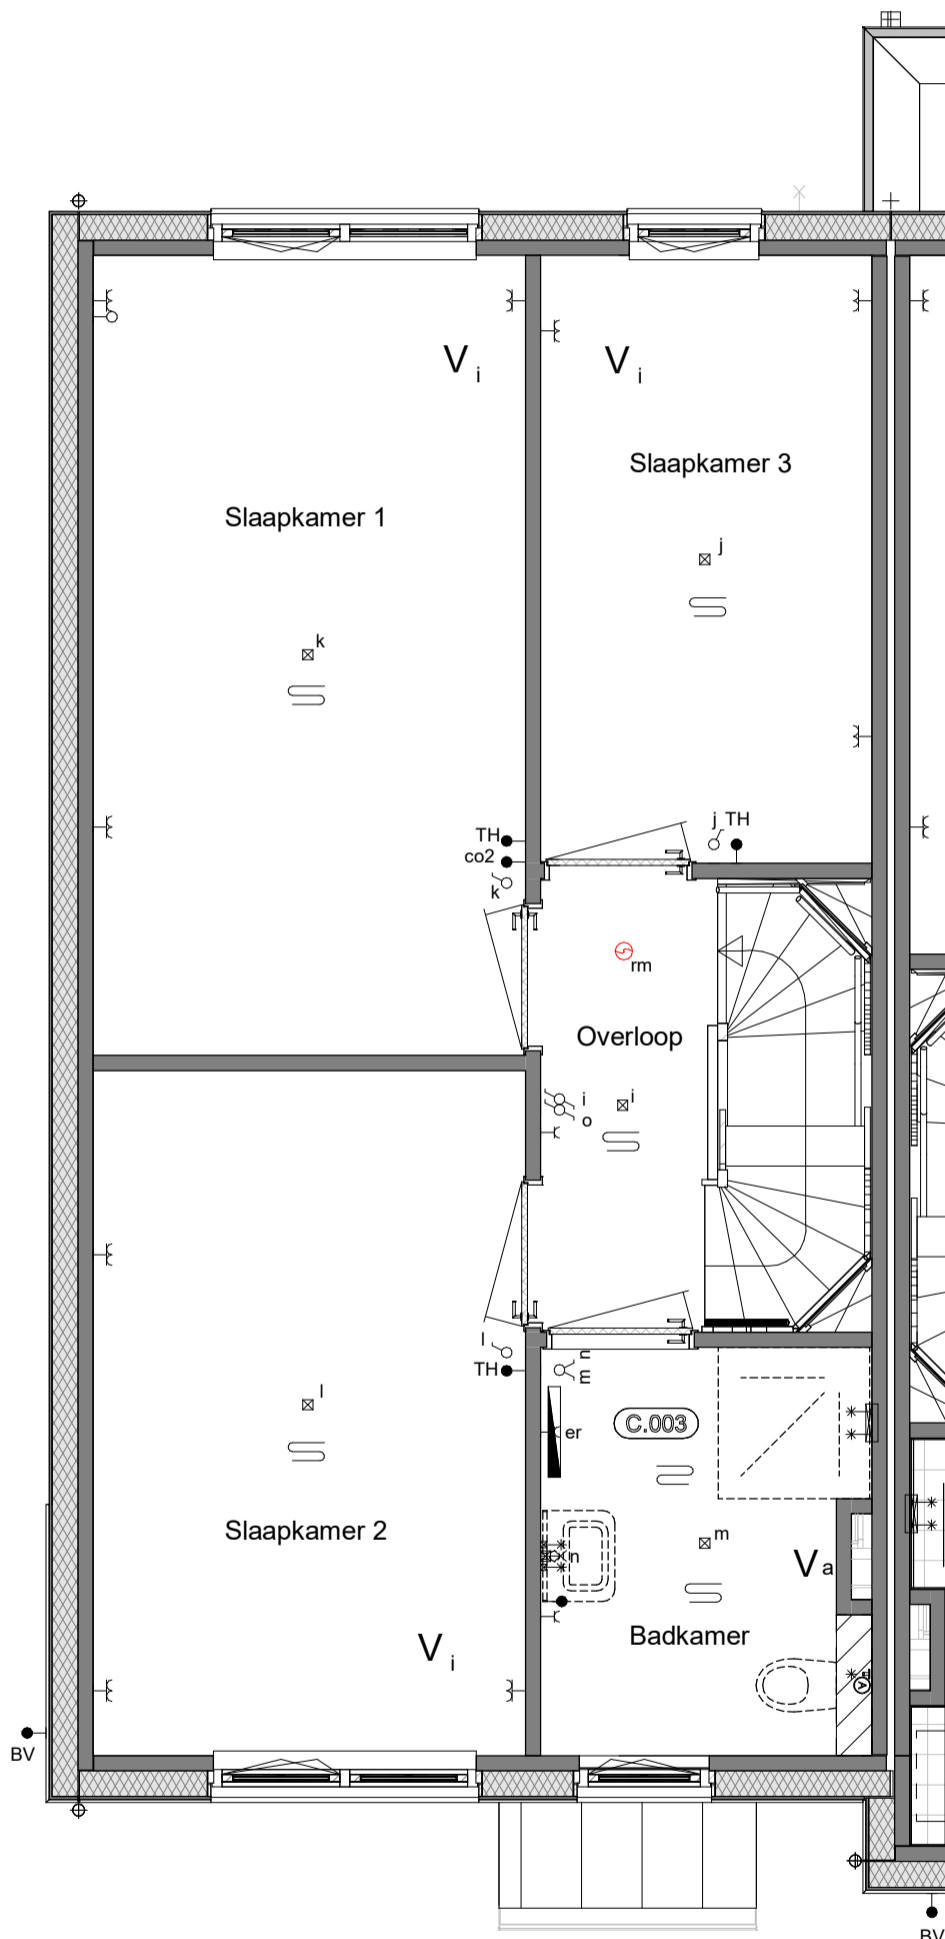 V i
V i
Slaapkamer 3
Slaapkamer 1
j
k
j TH
TH
co2
k
rm
Overloop
i
o
i
l
TH
n
m
C.003
er
l
Slaapkamer 2
n
m
V a
Badkamer
V i
A
BV
BV